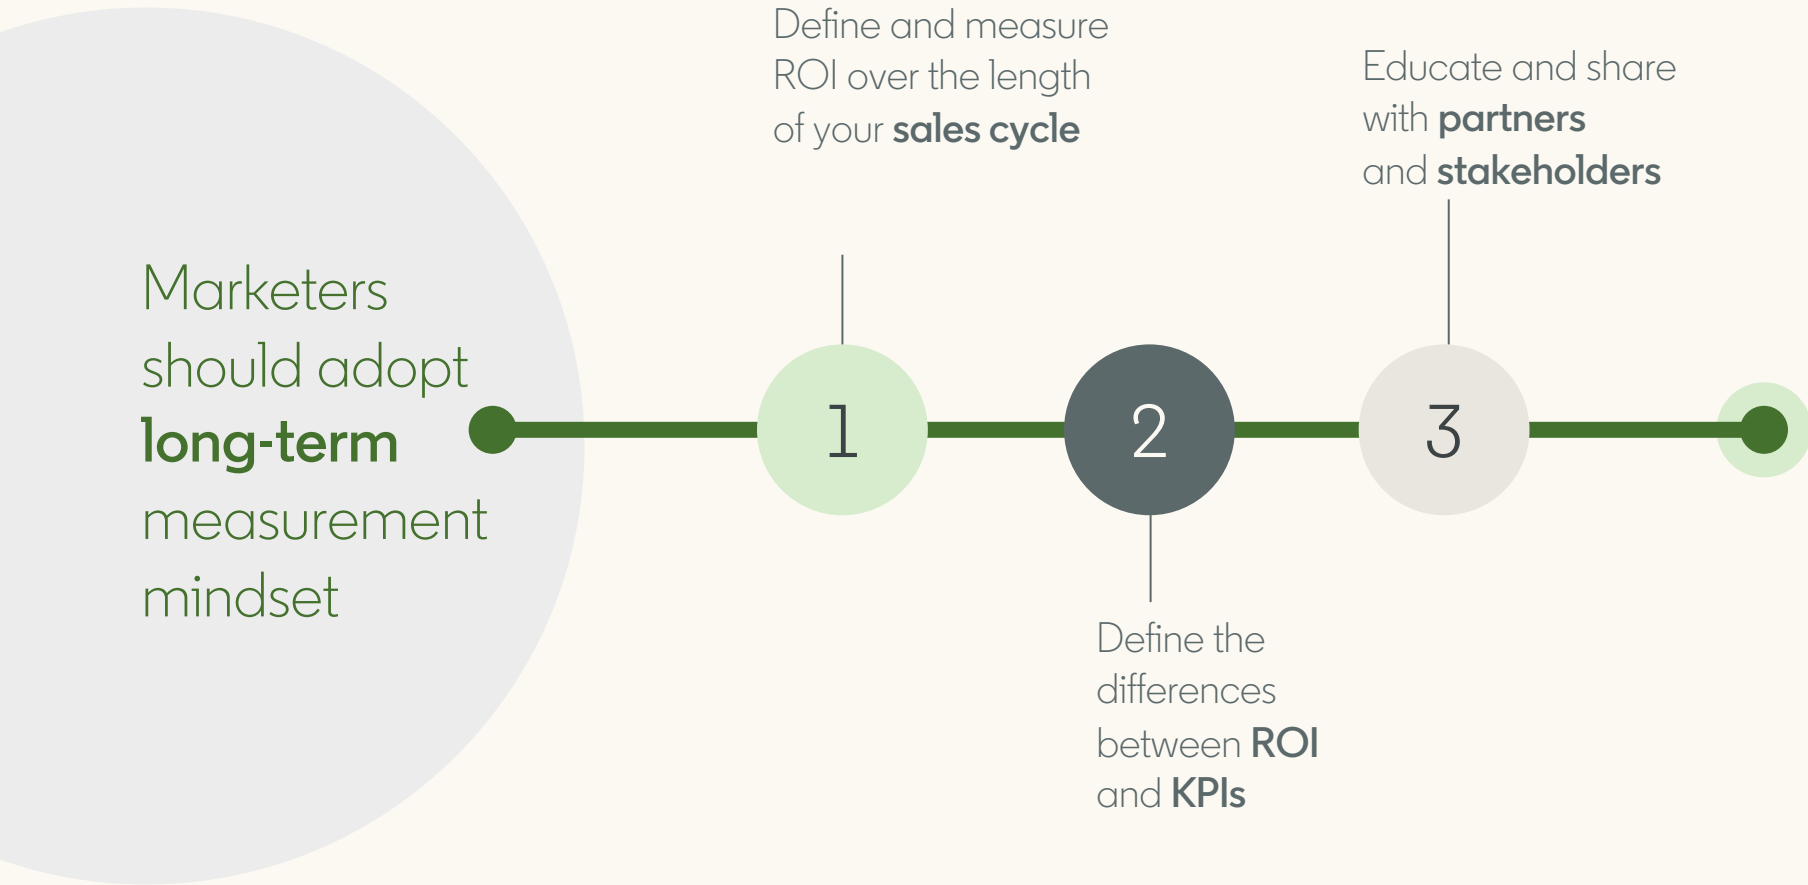 Marketers
should adopt
long-term
measurement
mindset
Define and measure
ROI over the length
of your sales cycle
1
2
Define the
differences
between ROI
and KPIs
3
Educate and share
with partners
and stakeholders